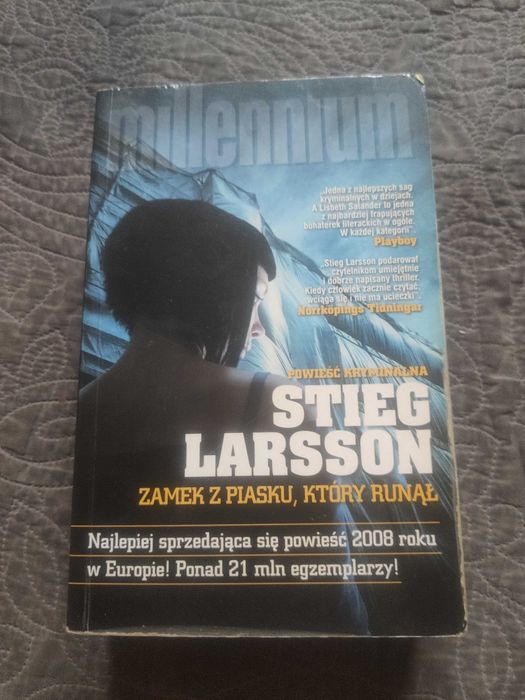 millennium
„Jedna z najlepszych sag
kryminalnych w dziejach.
A Lisbeth Salander to jedna
z najbardziej frapujących
bohaterek literackich w ogóle.
W każdej kategorii".
Playboy
„Stieg Larsson podarował
czytelnikom umiejętnie
i dobrze napisany thriller.
Kiedy człowiek zacznie czytać,
wciąga się i nie ma ucieczki".
Norrköpings Tidningar
POWIEŚĆ KRYMINALNA
STIEG
LARSSON
ZAMEK Z PIASKU, KTÓRY RUNĄŁ
Najlepiej sprzedająca się powieść 2008 roku
w Europie! Ponad 21 mln egzemplarzy!